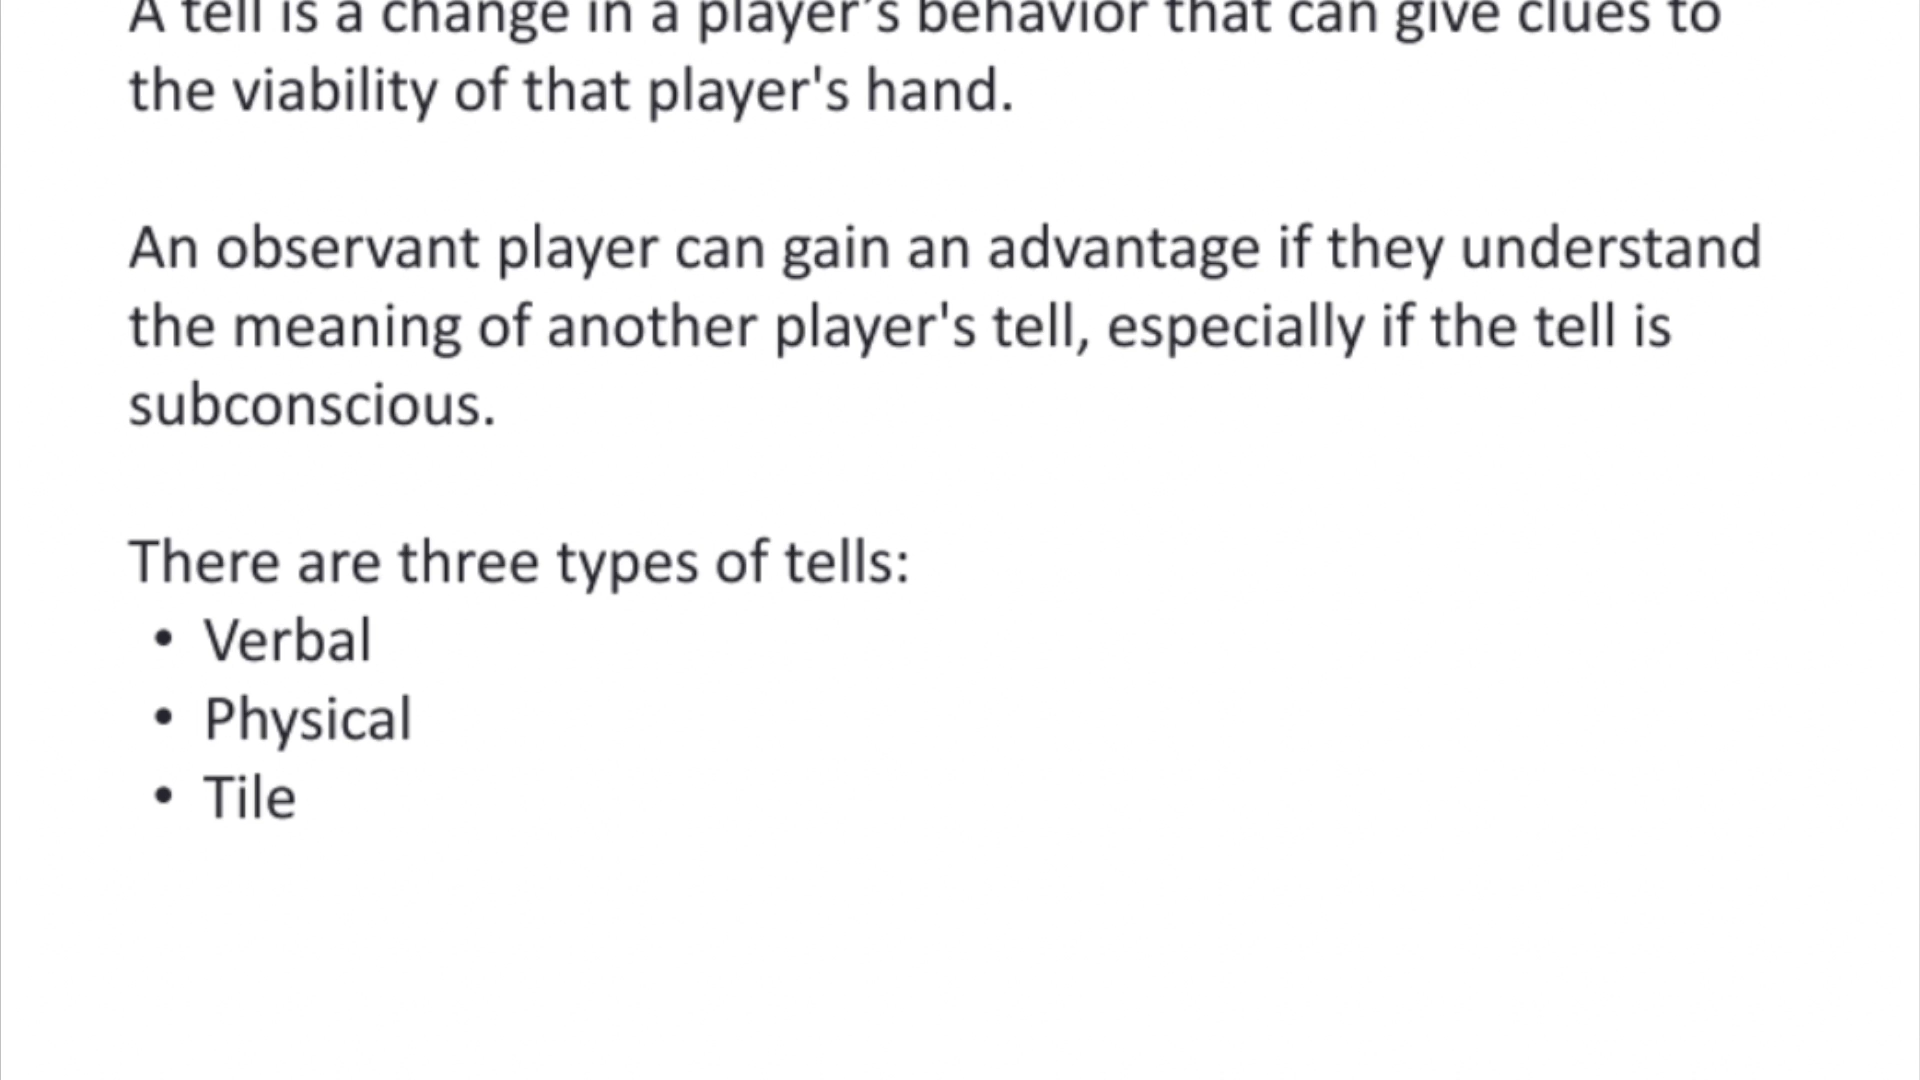 A tell is a change in a player's behavior that can give clues to
the viability of that player's hand.
An observant player can gain an advantage if they understand
the meaning of another player's tell, especially if the tell is
subconscious.
There are three types of tells:
• Verbal
• Physical
• Tile